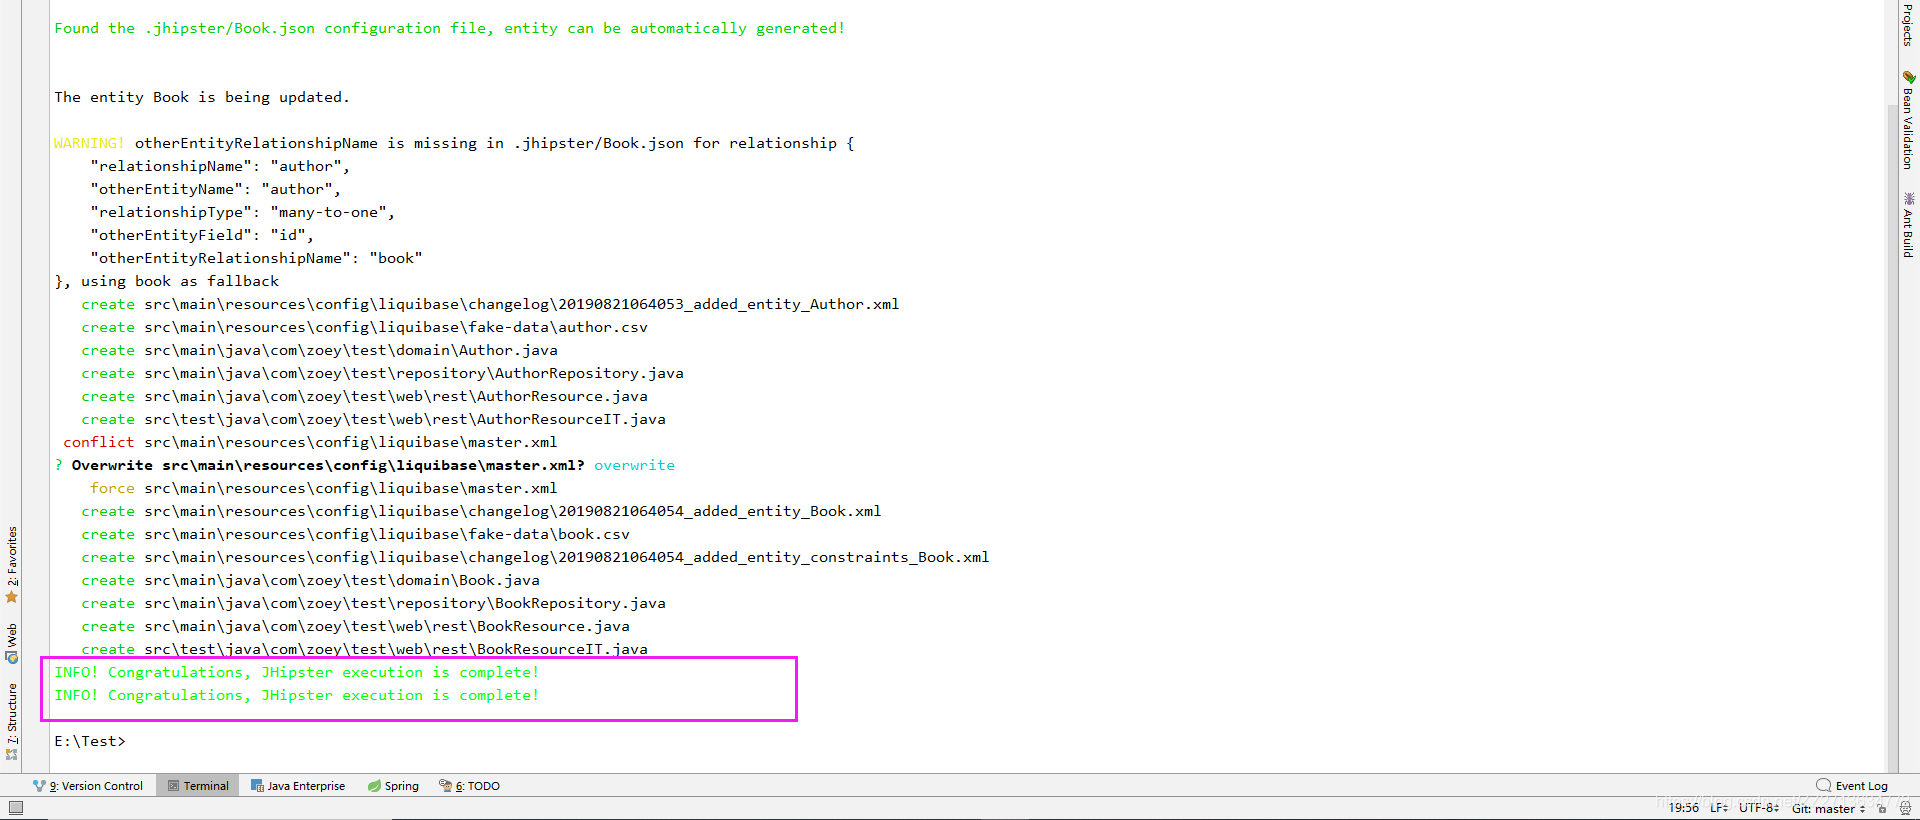 Found the .jhipster/Book.json configuration file, entity can be automatically generated!
The entity Book is being updated.
WARNING! otherEntityRelationshipName is missing in .jhipster/Book.json for relationship {
"relationshipName": "author",
"otherEntityName": "author",
"relationshipType": "many-to-one",
"otherEntityField": "id",
"otherEntityRelationshipName": "book"
}, using book as fallback
create src\main\resources\config\liquibase\changelog\20190821064053_added_entity_Author.xml
create src\main\resources\config\liquibase\fake-data\author.csv
create src\main\java\com\zoey\test\domain\Author.java
create src\main\java\com\zoey\test\repository\AuthorRepository.java
create src\main\java\com\zoey\test\web\rest\AuthorResource.java
create src\test\java\com\zoey\test\web\rest\AuthorResourceIT.java
conflict src\main\resources\config\liquibase\master.xml
? Overwrite src\main\resources\config\liquibase\master.xml? overwrite
force src\main\resources\config\liquibase\master.xml
create src\main\resources\config\liquibase\changelog\20190821064054_added_entity_Book.xml
create src\main\resources\config\liquibase\fake-data\book.csv
create src\main\resources\config\liquibase\changelog\20190821064054_added_entity_constraints_Book.xml
create src\main\java\com\zoey\test\domain\Book.java
create src\main\java\com\zoey\test\repository\BookRepository.java
create src\main\java\com\zoey\test\web\rest\BookResource.java
create src\test\java\com\zoey\test\web\rest\BookResourceIT.java
INFO! Congratulations, JHipster execution is complete!
INFO! Congratulations, JHipster execution is complete!
E:\Test>
2: Favorites
Web
7: Structure
Projects
Bean Validation
Ant Build
9: Version Control
Terminal
Java Enterprise
Spring
6: TODO
Event Log
19:56 LF UTF-8 Git: master